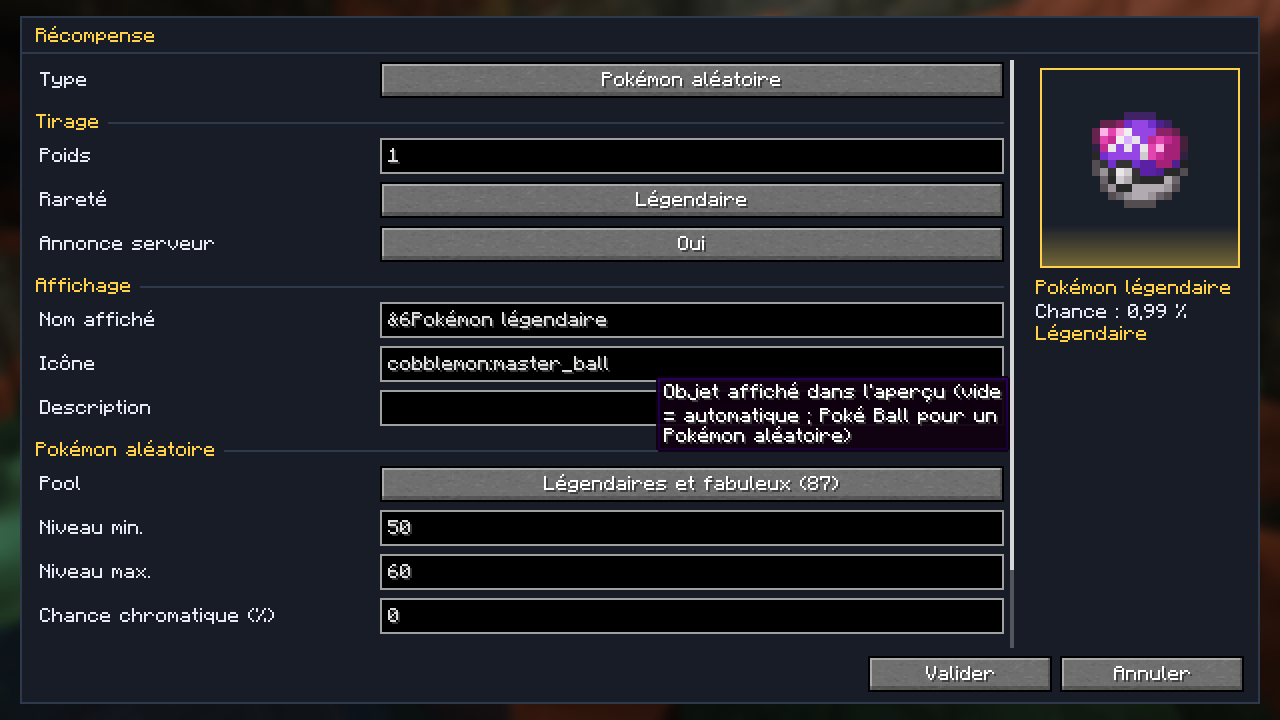 Récompense
Type
Pokémon aléatoire
Tirage
Poids
1
Rareté
Légendaire
Annonce serveur
Oui
Affichage
Nom affiché
&6Pokémon légendaire
Icône
cobblemon:master_ball
Description
Objet affiché dans l'aperçu (vide
= automatique ; Poké Ball pour un
Pokémon aléatoire)
Pokémon aléatoire
Pool
Légendaires et fabuleux (87)
Niveau min.
50
Niveau max.
60
Chance chromatique (%)
0
Pokémon légendaire
Chance : 0,99 %
Légendaire
Valider
Annuler